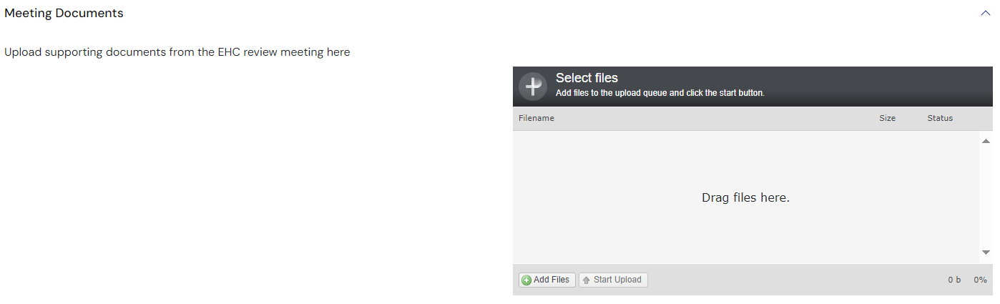 Meeting Documents
Upload supporting documents from the EHC review meeting here
Select files
Add files to the upload queue and click the start button.
Filename Size Status
Drag files here.
Add Files Start Upload 0 b 0%